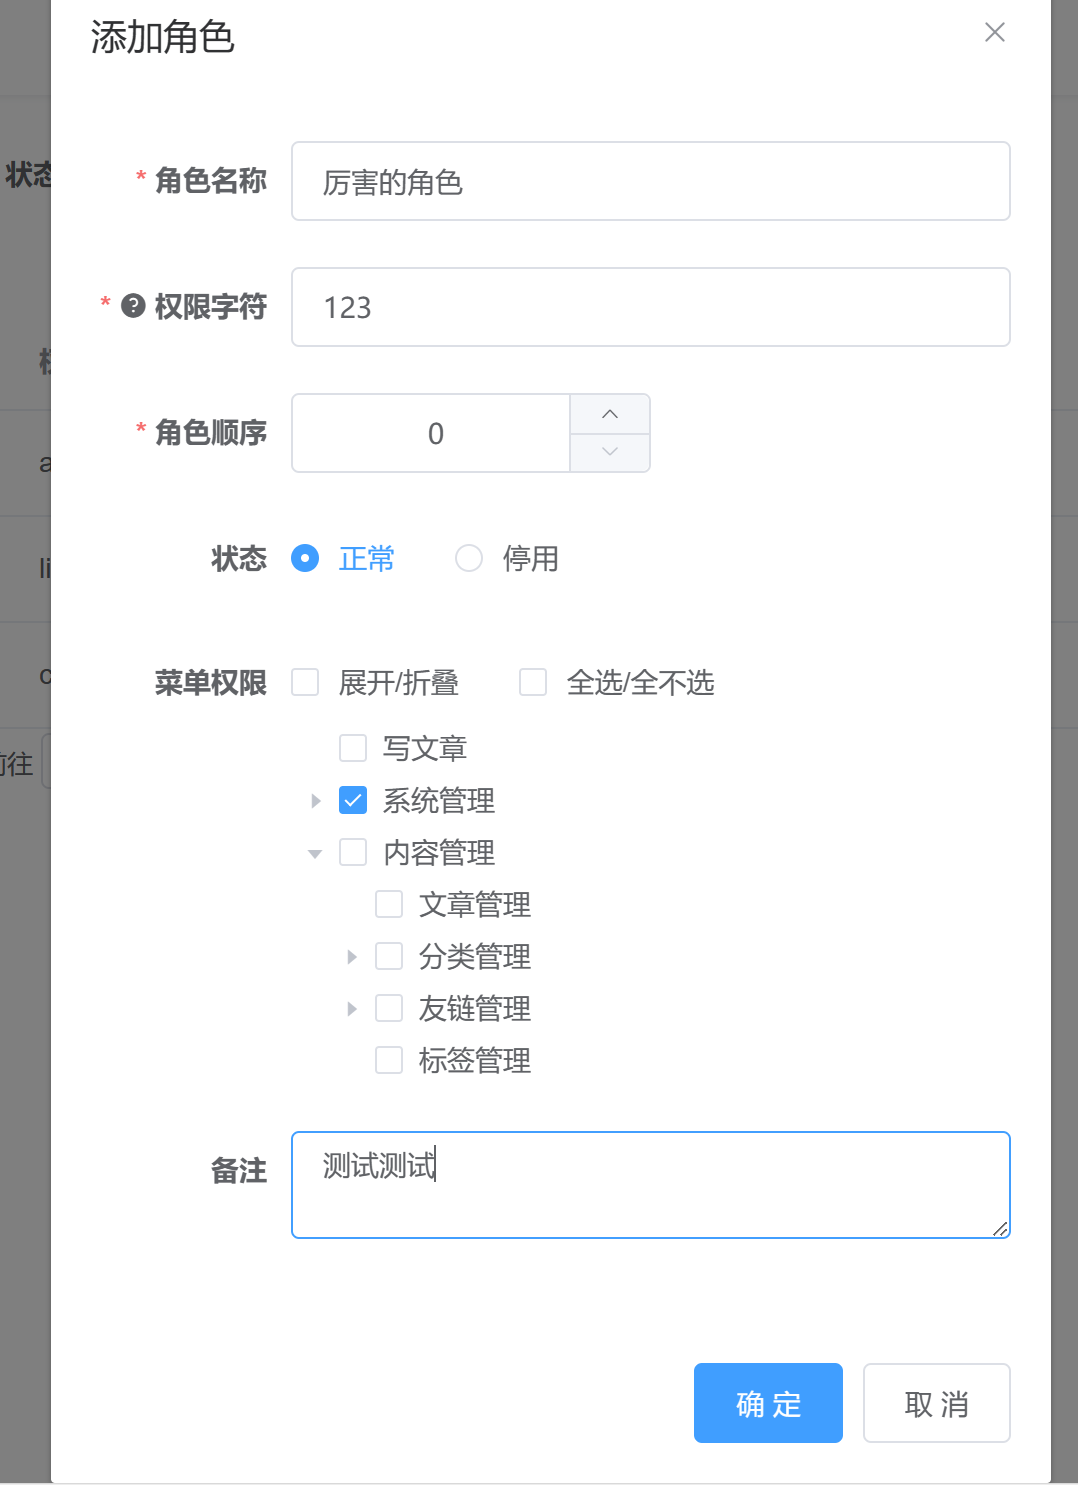 添加角色
状态
* 角色名称 厉害的角色
* 权限字符 123
* 角色顺序 0
状态 正常 停用
菜单权限 展开/折叠 全选/全不选
写文章
前往
系统管理
内容管理
文章管理
分类管理
友链管理
标签管理
备注 测试测试
确 定 取 消